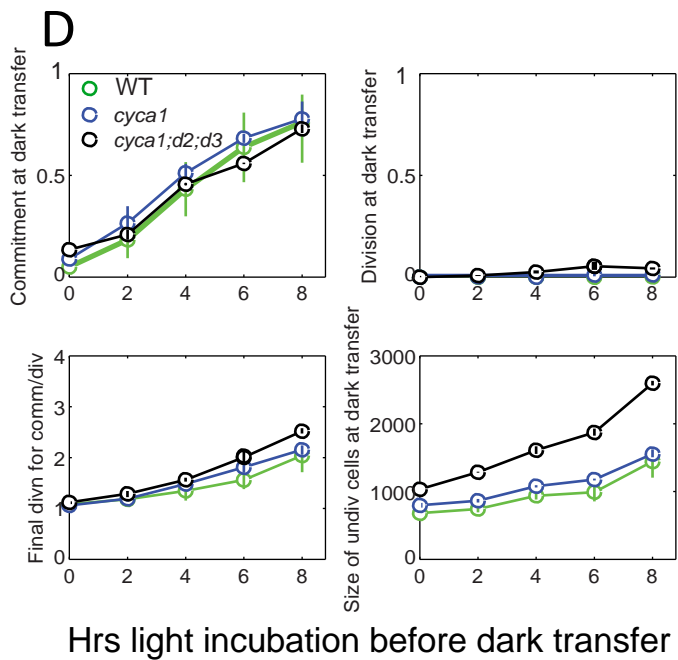 D
Commitment at dark transfer
1
0.5
0
WT
cyca1
cyca1;d2;d3
0 2 4 6 8
Division at dark transfer
1
0.5
0
0 2 4 6 8
Final divn for comm/div
4
3
2
1
0
0 2 4 6 8
Size of undiv cells at dark transfer
3000
2000
1000
0
0 2 4 6 8
Hrs light incubation before dark transfer